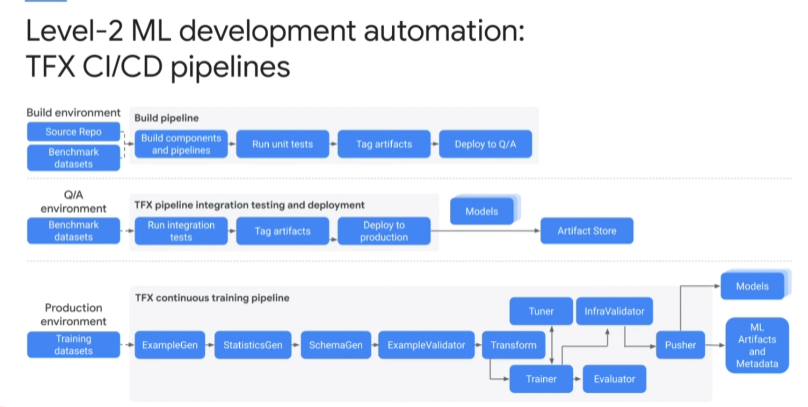 Level-2 ML development automation:
TFX CI/CD pipelines
Build environment
Source Repo
Benchmark
datasets
Build pipeline
Build components
and pipelines
Run unit tests
Tag artifacts
Deploy to Q/A
Q/A
environment
Benchmark
datasets
TFX pipeline integration testing and deployment
Run integration
tests
Tag artifacts
Deploy to
production
Models
Artifact Store
Production
environment
Training
datasets
TFX continuous training pipeline
ExampleGen
StatisticsGen
SchemaGen
ExampleValidator
Transform
Tuner
InfraValidator
Trainer
Evaluator
Pusher
Models
ML
Artifacts
and
Metadata